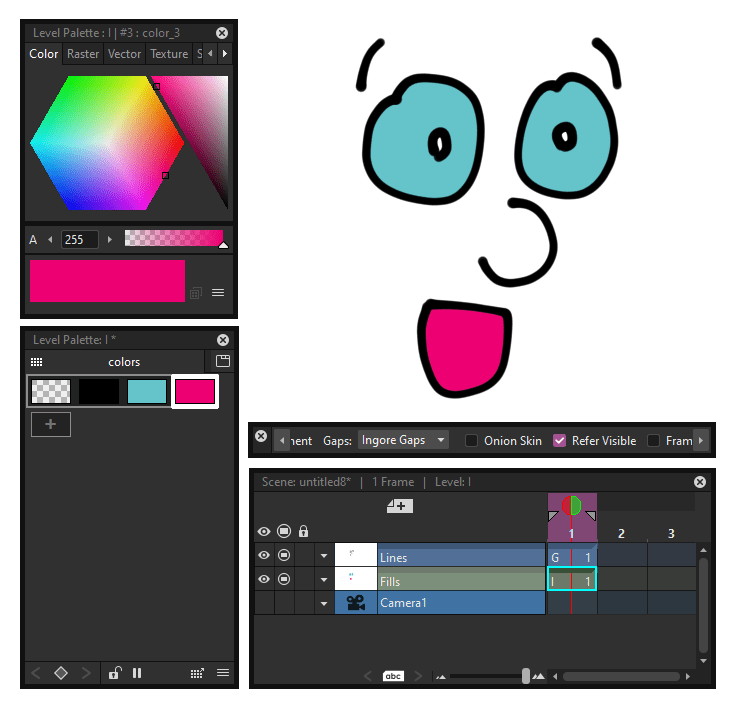 Level Palette : I | #3 : color_3
Color Raster Vector Texture S
A 255
Level Palette: I *
colors
nent Gaps: Ingore Gaps Onion Skin Refer Visible Fram
Scene: untitled8* | 1 Frame | Level: I
1 2 3
Lines G 1
Fills I 1
Camera1
abc